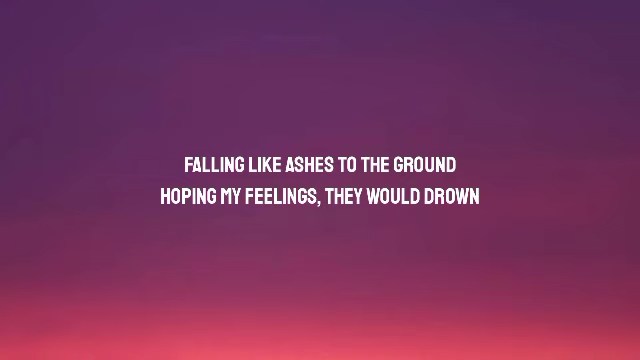 FALLING LIKE ASHES TO THE GROUND
HOPING MY FEELINGS, THEY WOULD DROWN